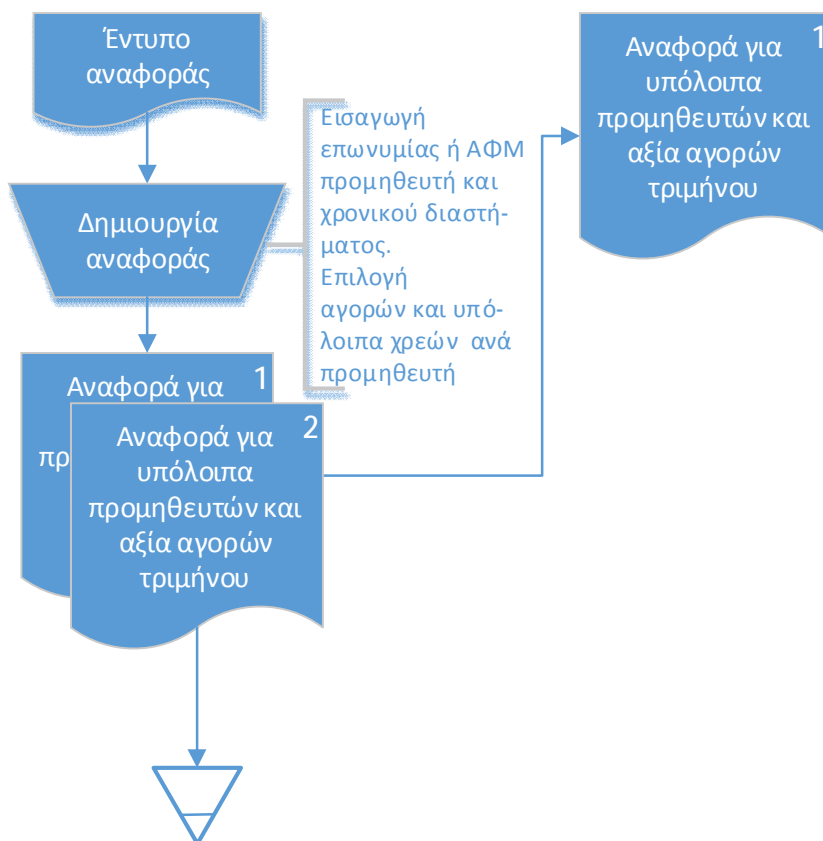 Έντυπο
αναφοράς
Δημιουργία
αναφοράς
Εισαγωγή
επωνυμίας ή ΑΦΜ
προμηθευτή και
χρονικού διαστή-
ματος.
Επιλογή
αγορών και υπό-
λοιπα χρεών ανά
προμηθευτή
Αναφορά για 1
πρ
Αναφορά για 2
υπόλοιπα
προμηθευτών και
αξία αγορών
τριμήνου
Αναφορά για 1
υπόλοιπα
προμηθευτών και
αξία αγορών
τριμήνου